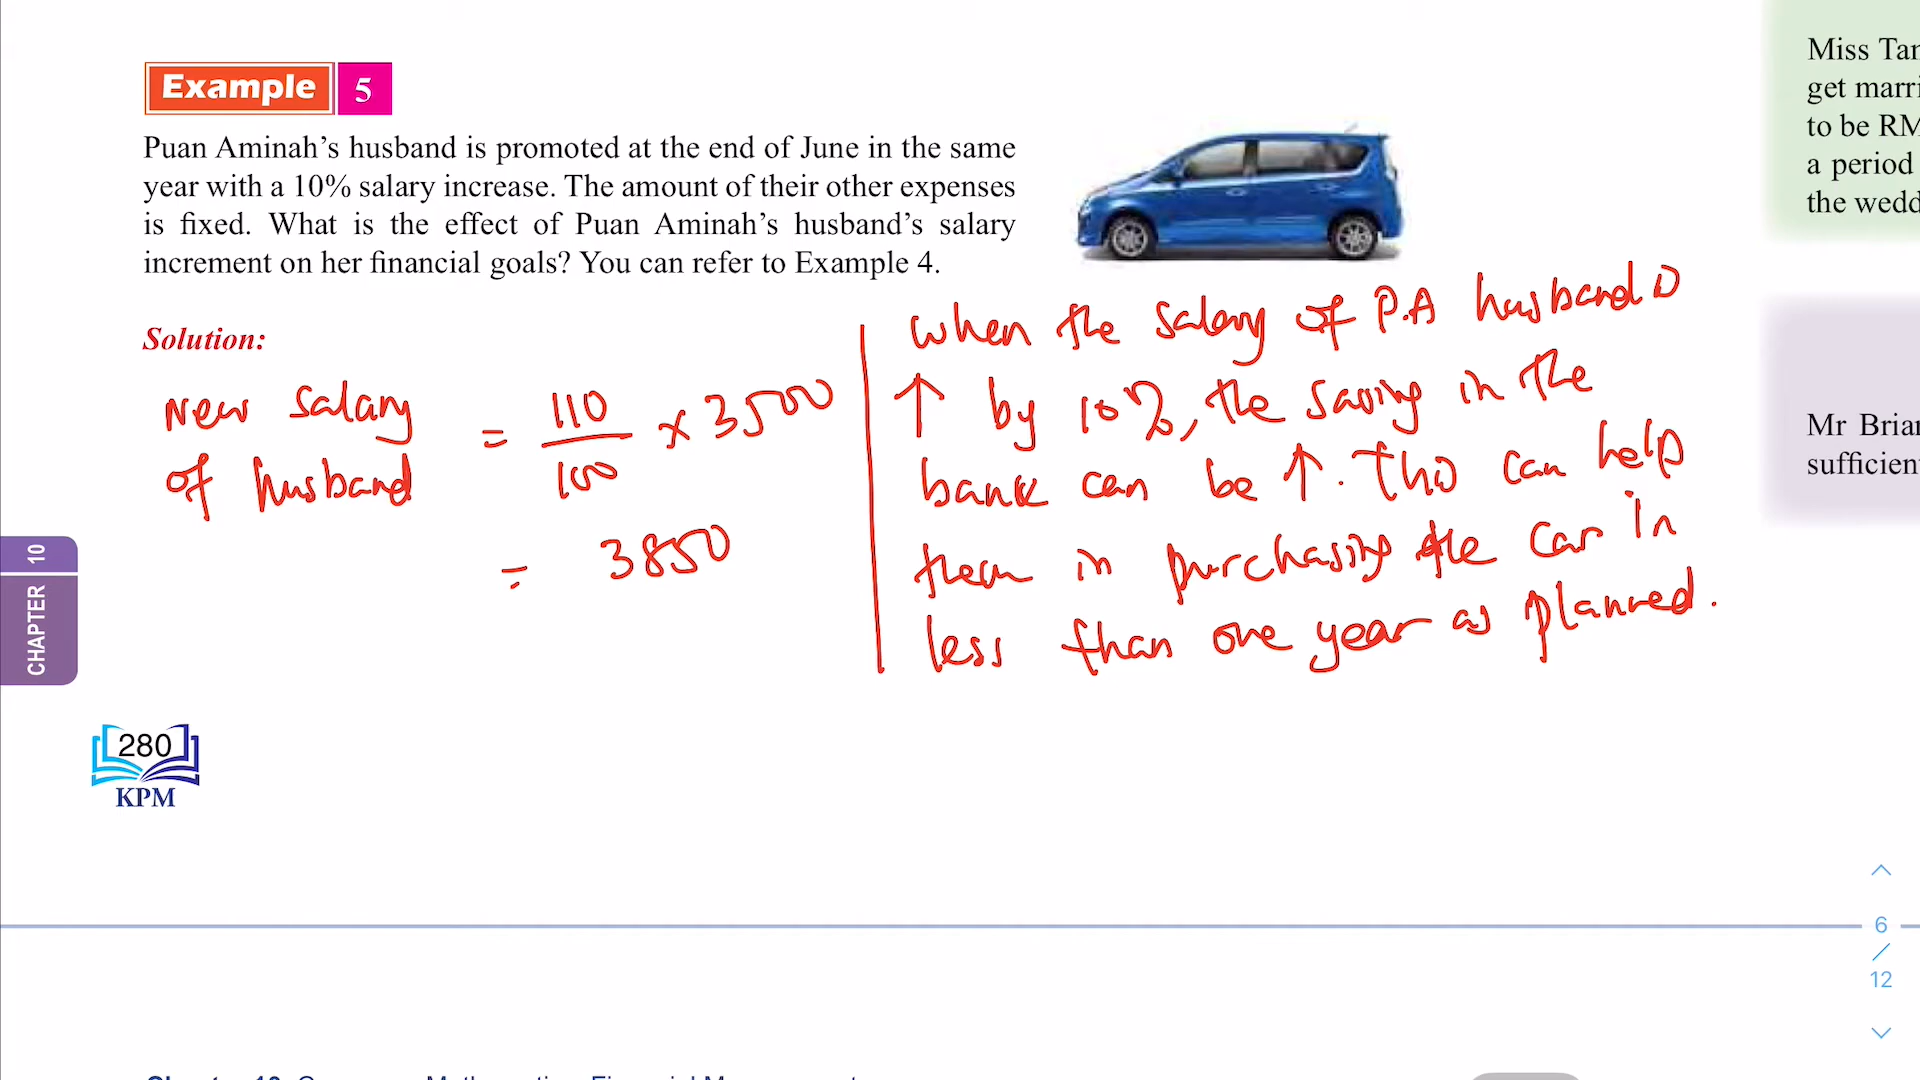 Example 5
Puan Aminah’s husband is promoted at the end of June in the same
year with a 10% salary increase. The amount of their other expenses
is fixed. What is the effect of Puan Aminah’s husband’s salary
increment on her financial goals? You can refer to Example 4.
Solution:
New salary
of husband
= 110/100 × 3500
= 3850
When the salary of P.A husband is
↑ by 10%, the saving in the
bank can be ↑. This can help
them in purchasing the car in
less than one year as planned.
Miss Tan
get marri
to be RM
a period
the wedd
Mr Brian
sufficient
CHAPTER 10
280
KPM
6
/
12